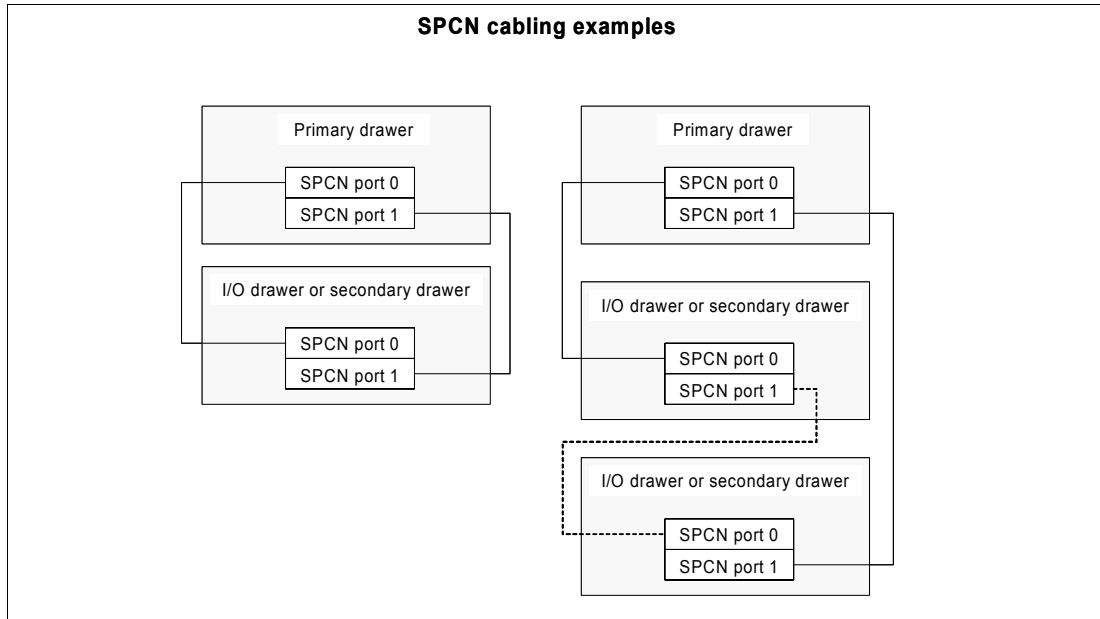 SPCN cabling examples
Primary drawer
SPCN port 0
SPCN port 1
I/O drawer or secondary drawer
SPCN port 0
SPCN port 1
Primary drawer
SPCN port 0
SPCN port 1
I/O drawer or secondary drawer
SPCN port 0
SPCN port 1
I/O drawer or secondary drawer
SPCN port 0
SPCN port 1